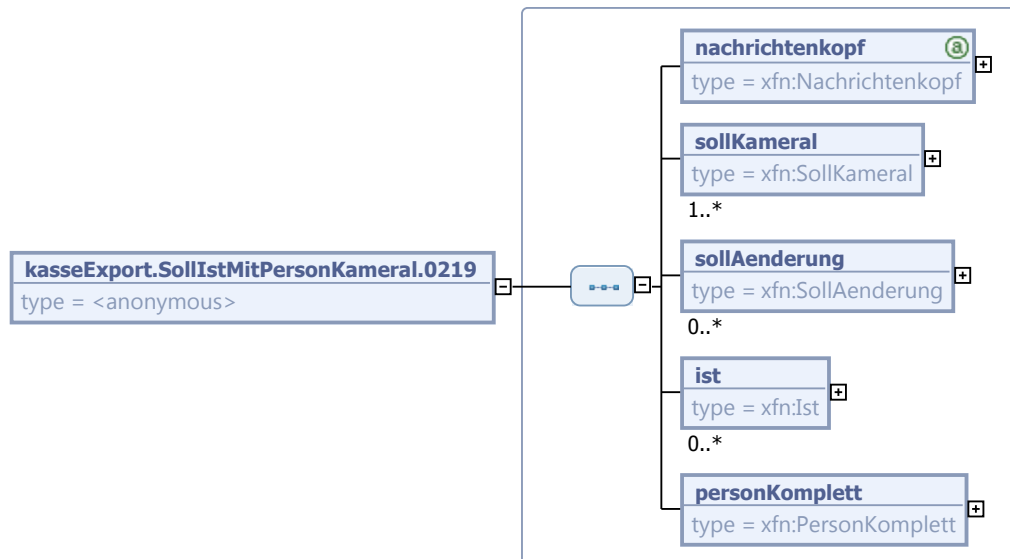 nachrichtenkopf a
type = xfn:Nachrichtenkopf
sollKameral
type = xfn:SollKameral
1..*
kasseExport.SollIstMitPersonKameral.0219
type = <anonymous>
sollAenderung
type = xfn:SollAenderung
0..*
ist
type = xfn:Ist
0..*
personKomplett
type = xfn:PersonKomplett